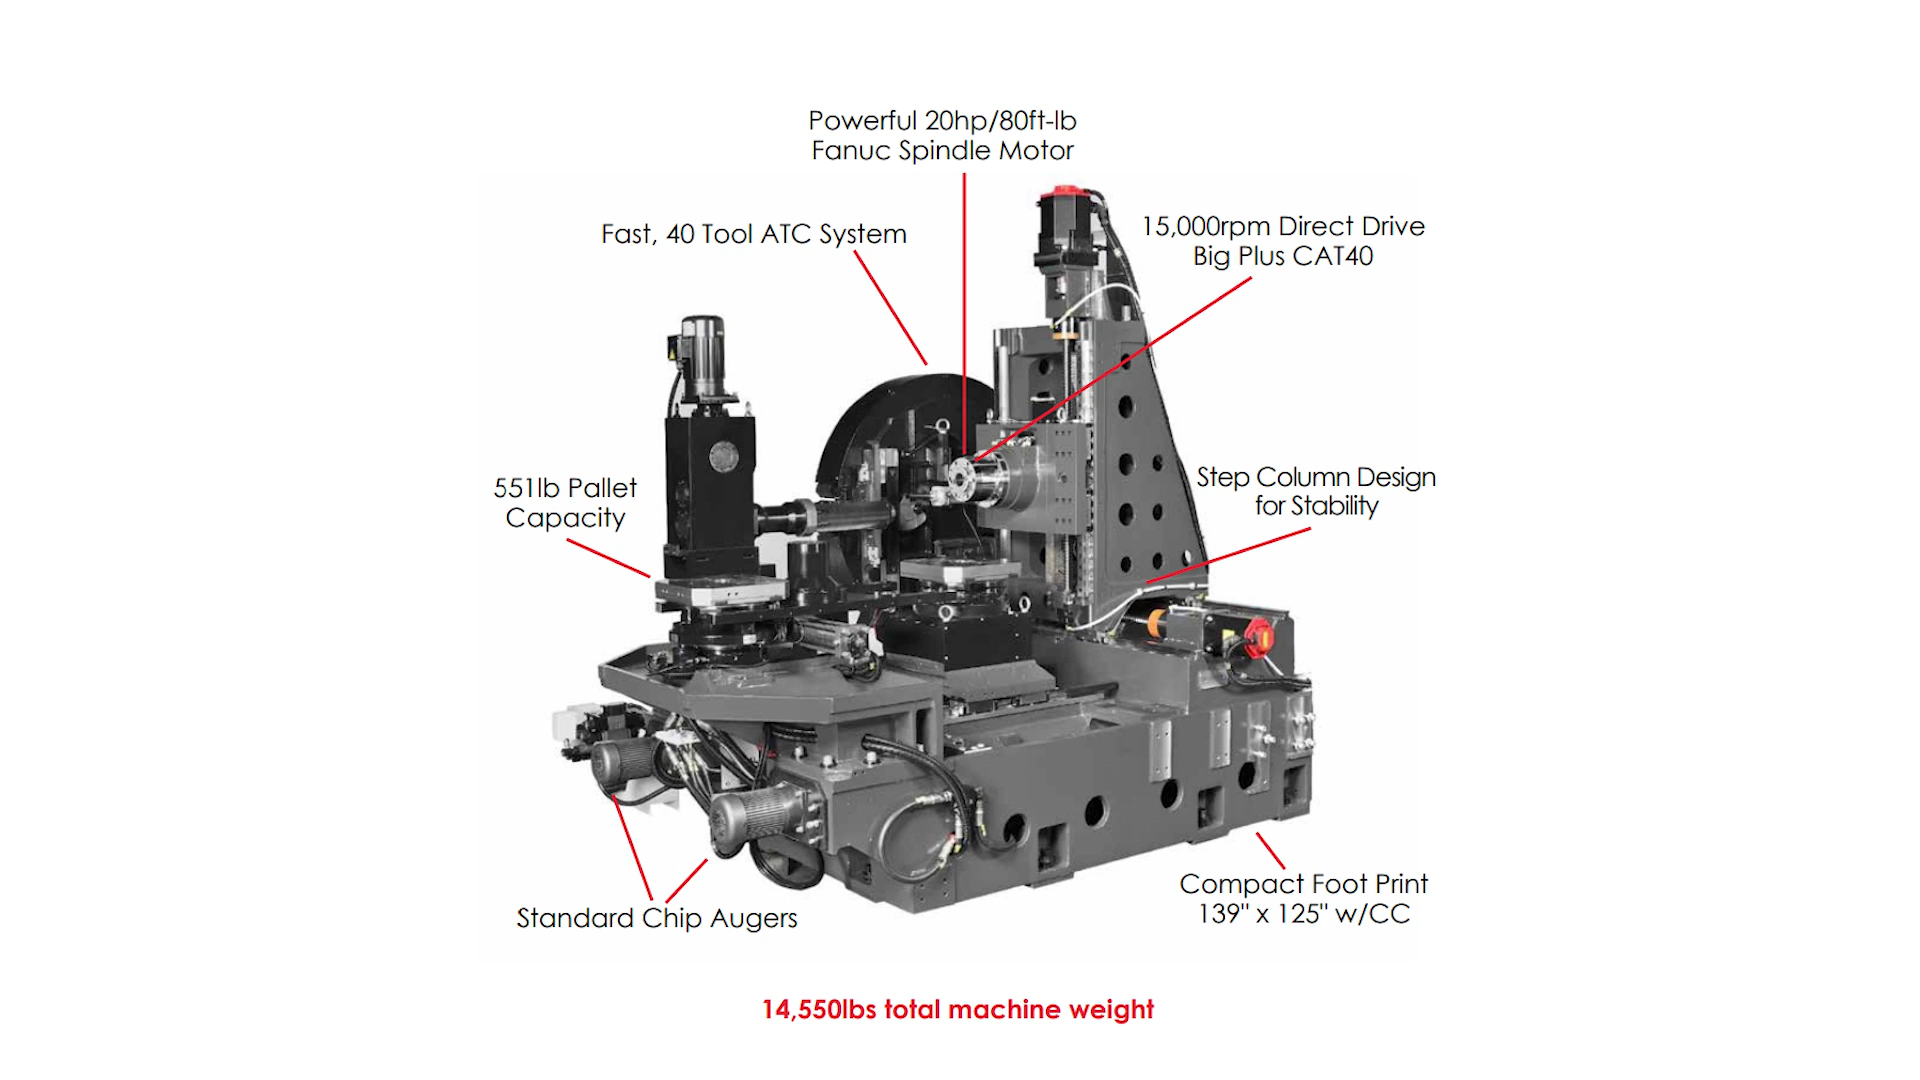 Powerful 20hp/80ft-lb
Fanuc Spindle Motor
Fast, 40 Tool ATC System
15,000rpm Direct Drive
Big Plus CAT40
551lb Pallet
Capacity
Step Column Design
for Stability
Standard Chip Augers
Compact Foot Print
139" x 125" w/CC
14,550lbs total machine weight